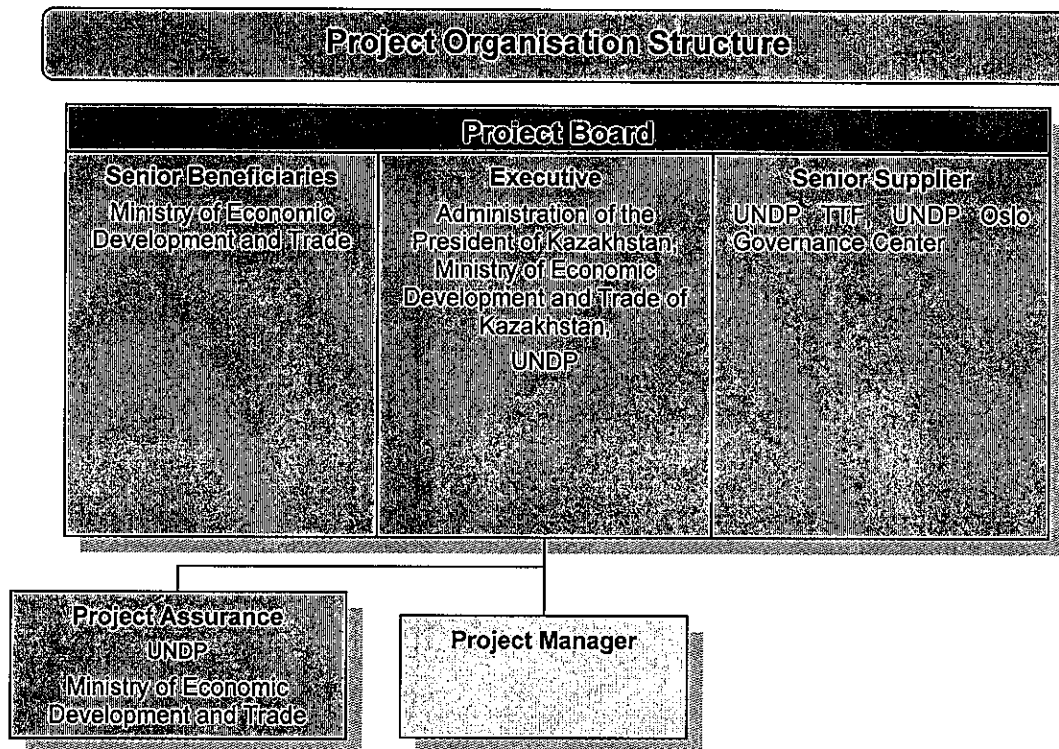 Project Organisation Structure
Project Board
Senior Beneficiaries
Ministry of Economic
Development and Trade
Executive
Administration of the
President of Kazakhstan,
Ministry of Economic
Development and Trade of
Kazakhstan,
UNDP
Senior Supplier
UNDP TTF UNDP Oslo
Governance Center
Project Assurance
UNDP
Ministry of Economic
Development and Trade
Project Manager